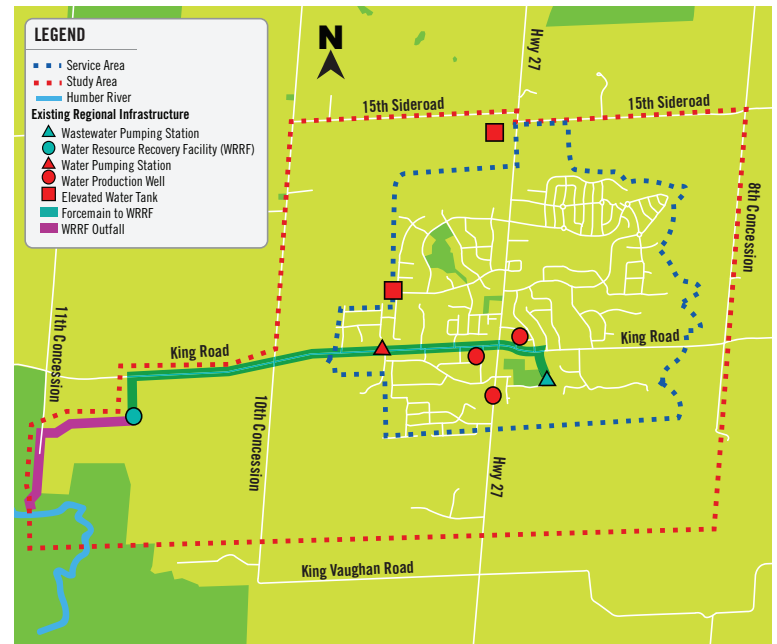 LEGEND
Service Area
Study Area
Humber River
Existing Regional Infrastructure
Wastewater Pumping Station
Water Resource Recovery Facility (WRRF)
Water Pumping Station
Water Production Well
Elevated Water Tank
Forcemain to WRRF
WRRF Outfall
N
Hwy 27
15th Sideroad
15th Sideroad
8th Concession
11th Concession
King Road
King Road
10th Concession
Hwy 27
King Vaughan Road